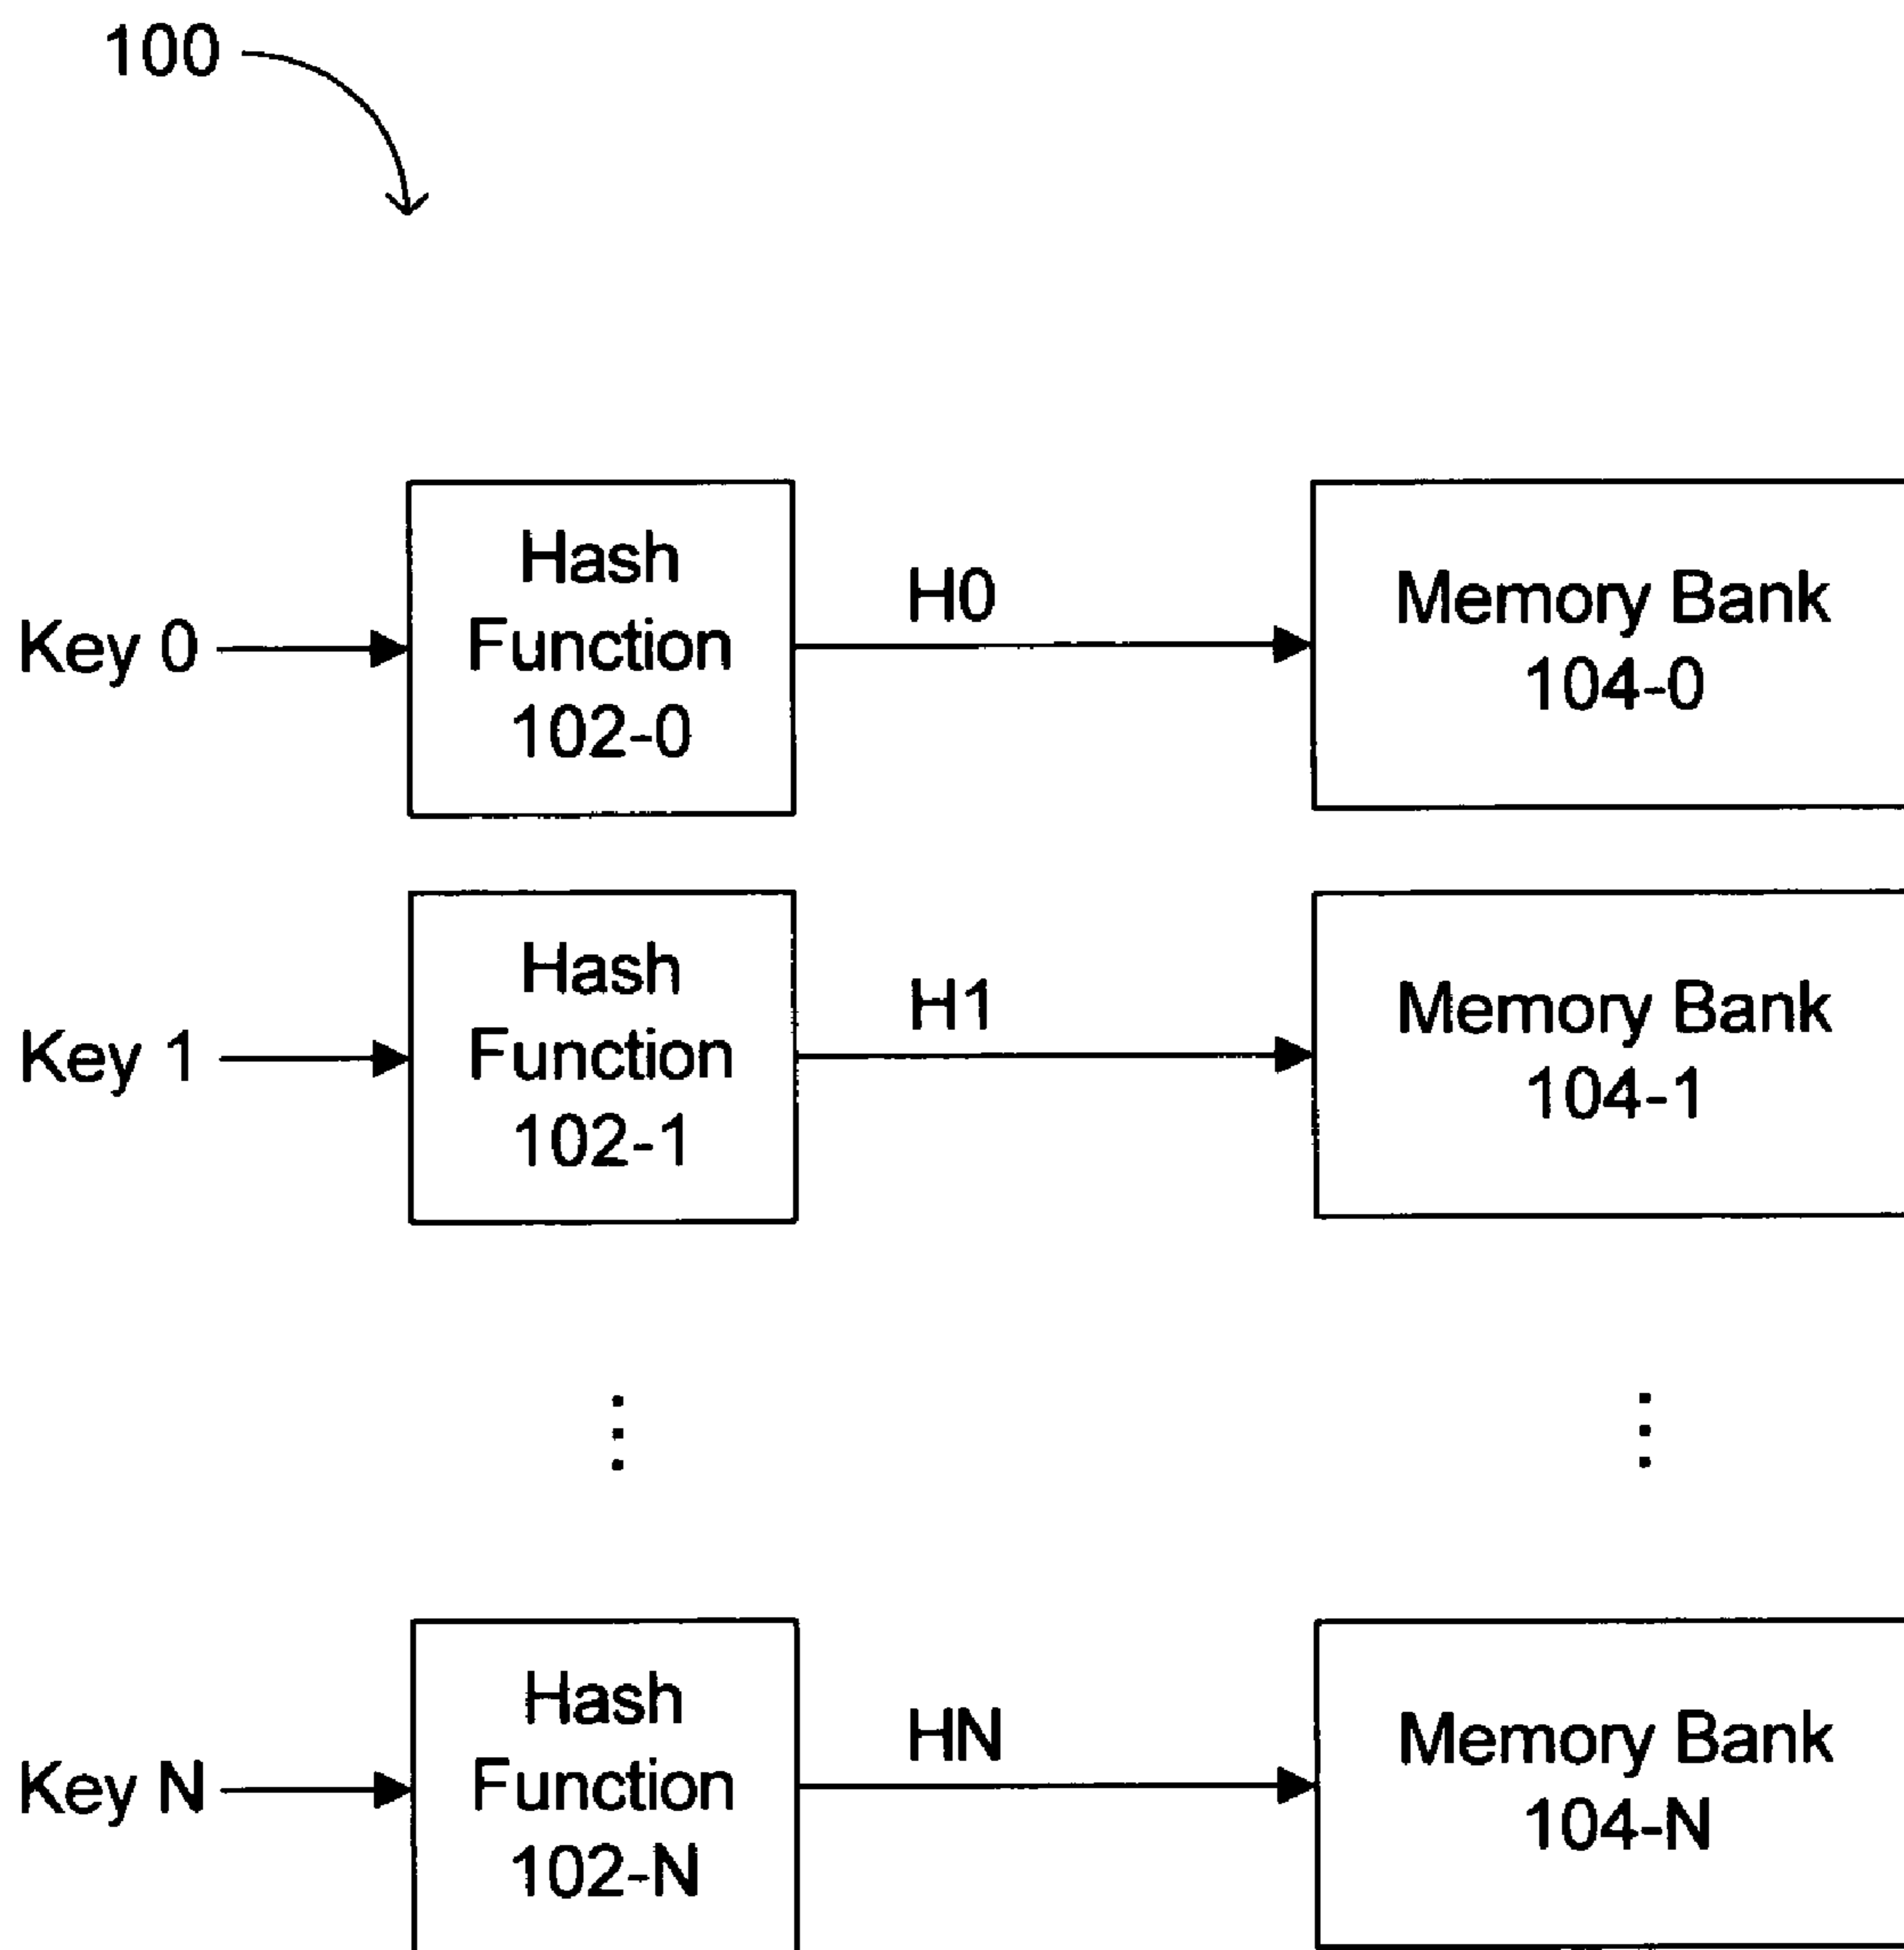 100
Hash
Function
102-0
Key 0
H0
Memory Bank
104-0
Hash
Function
102-1
Key 1
H1
Memory Bank
104-1
Hash
Function
102-N
Key N
HN
Memory Bank
104-N